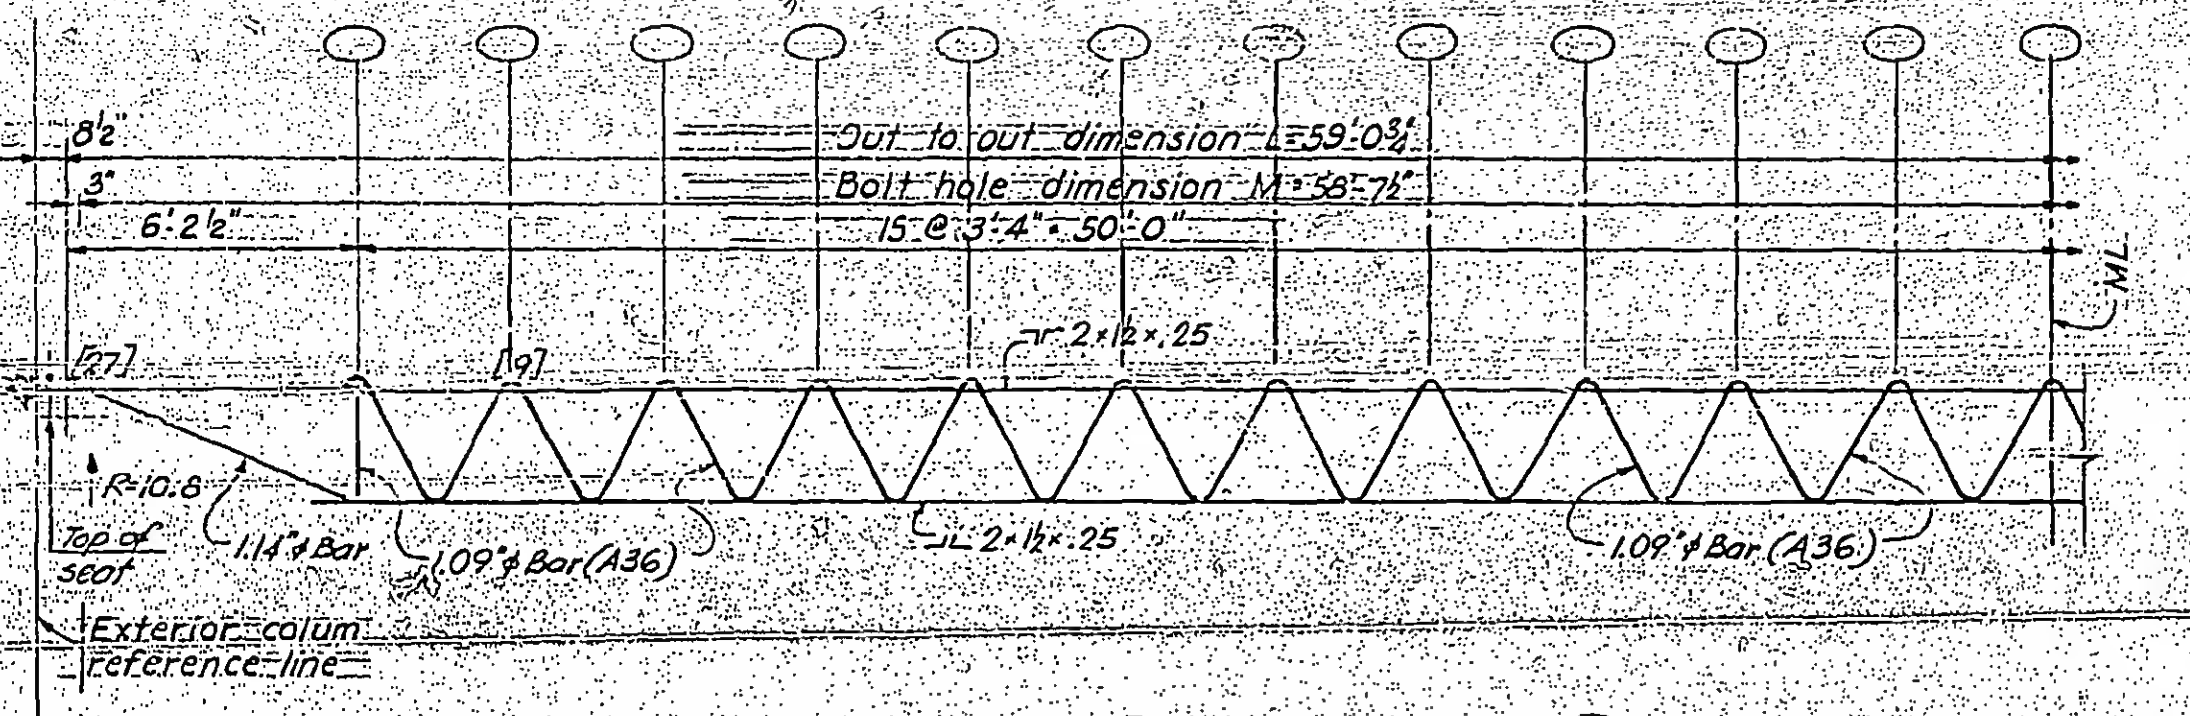 8½"
Out to out dimension L=59'-0¾"
3"
Bolt hole dimension M=58'-7½"
6'-2½"
15 @ 3'-4" = 50'-0"
ML
2×1½×.25
[27]
[9]
R=10.8
Top of
seat
1.14"φ Bar
1.09"φ Bar (A36)
2×1½×.25
1.09"φ Bar (A36)
Exterior colum
reference line